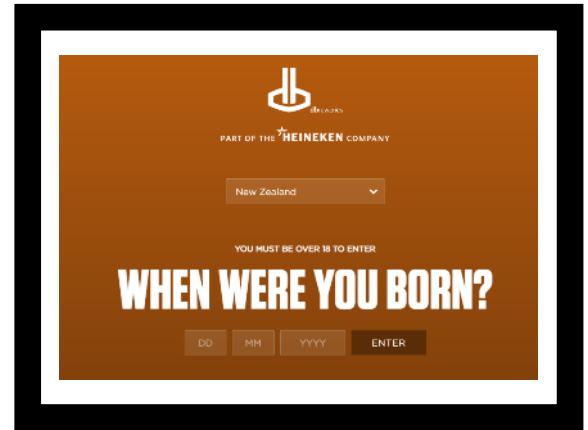 PART OF THE HEINEKEN COMPANY
New Zealand
YOU MUST BE OVER 18 TO ENTER
WHEN WERE YOU BORN?
DD MM YYYY ENTER